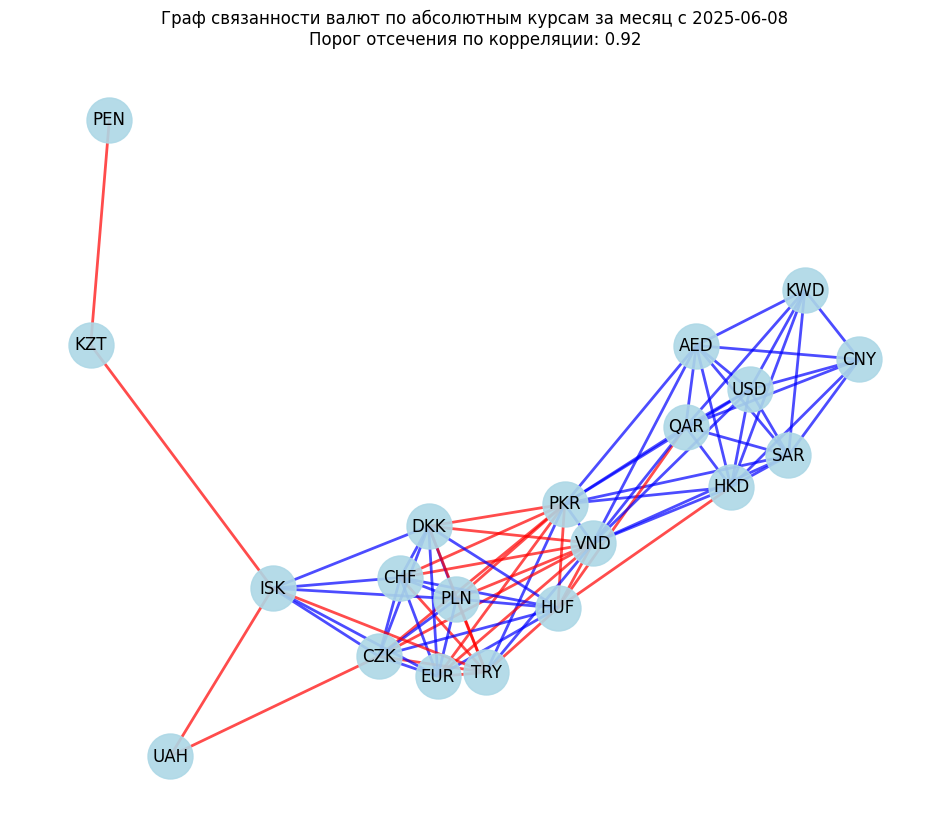 Граф связанности валют по абсолютным курсам за месяц с 2025-06-08
Порог отсечения по корреляции: 0.92
PEN
KWD
KZT
AED
CNY
USD
QAR
SAR
HKD
PKR
DKK
VND
CHF
ISK
PLN
HUF
CZK
EUR
TRY
UAH